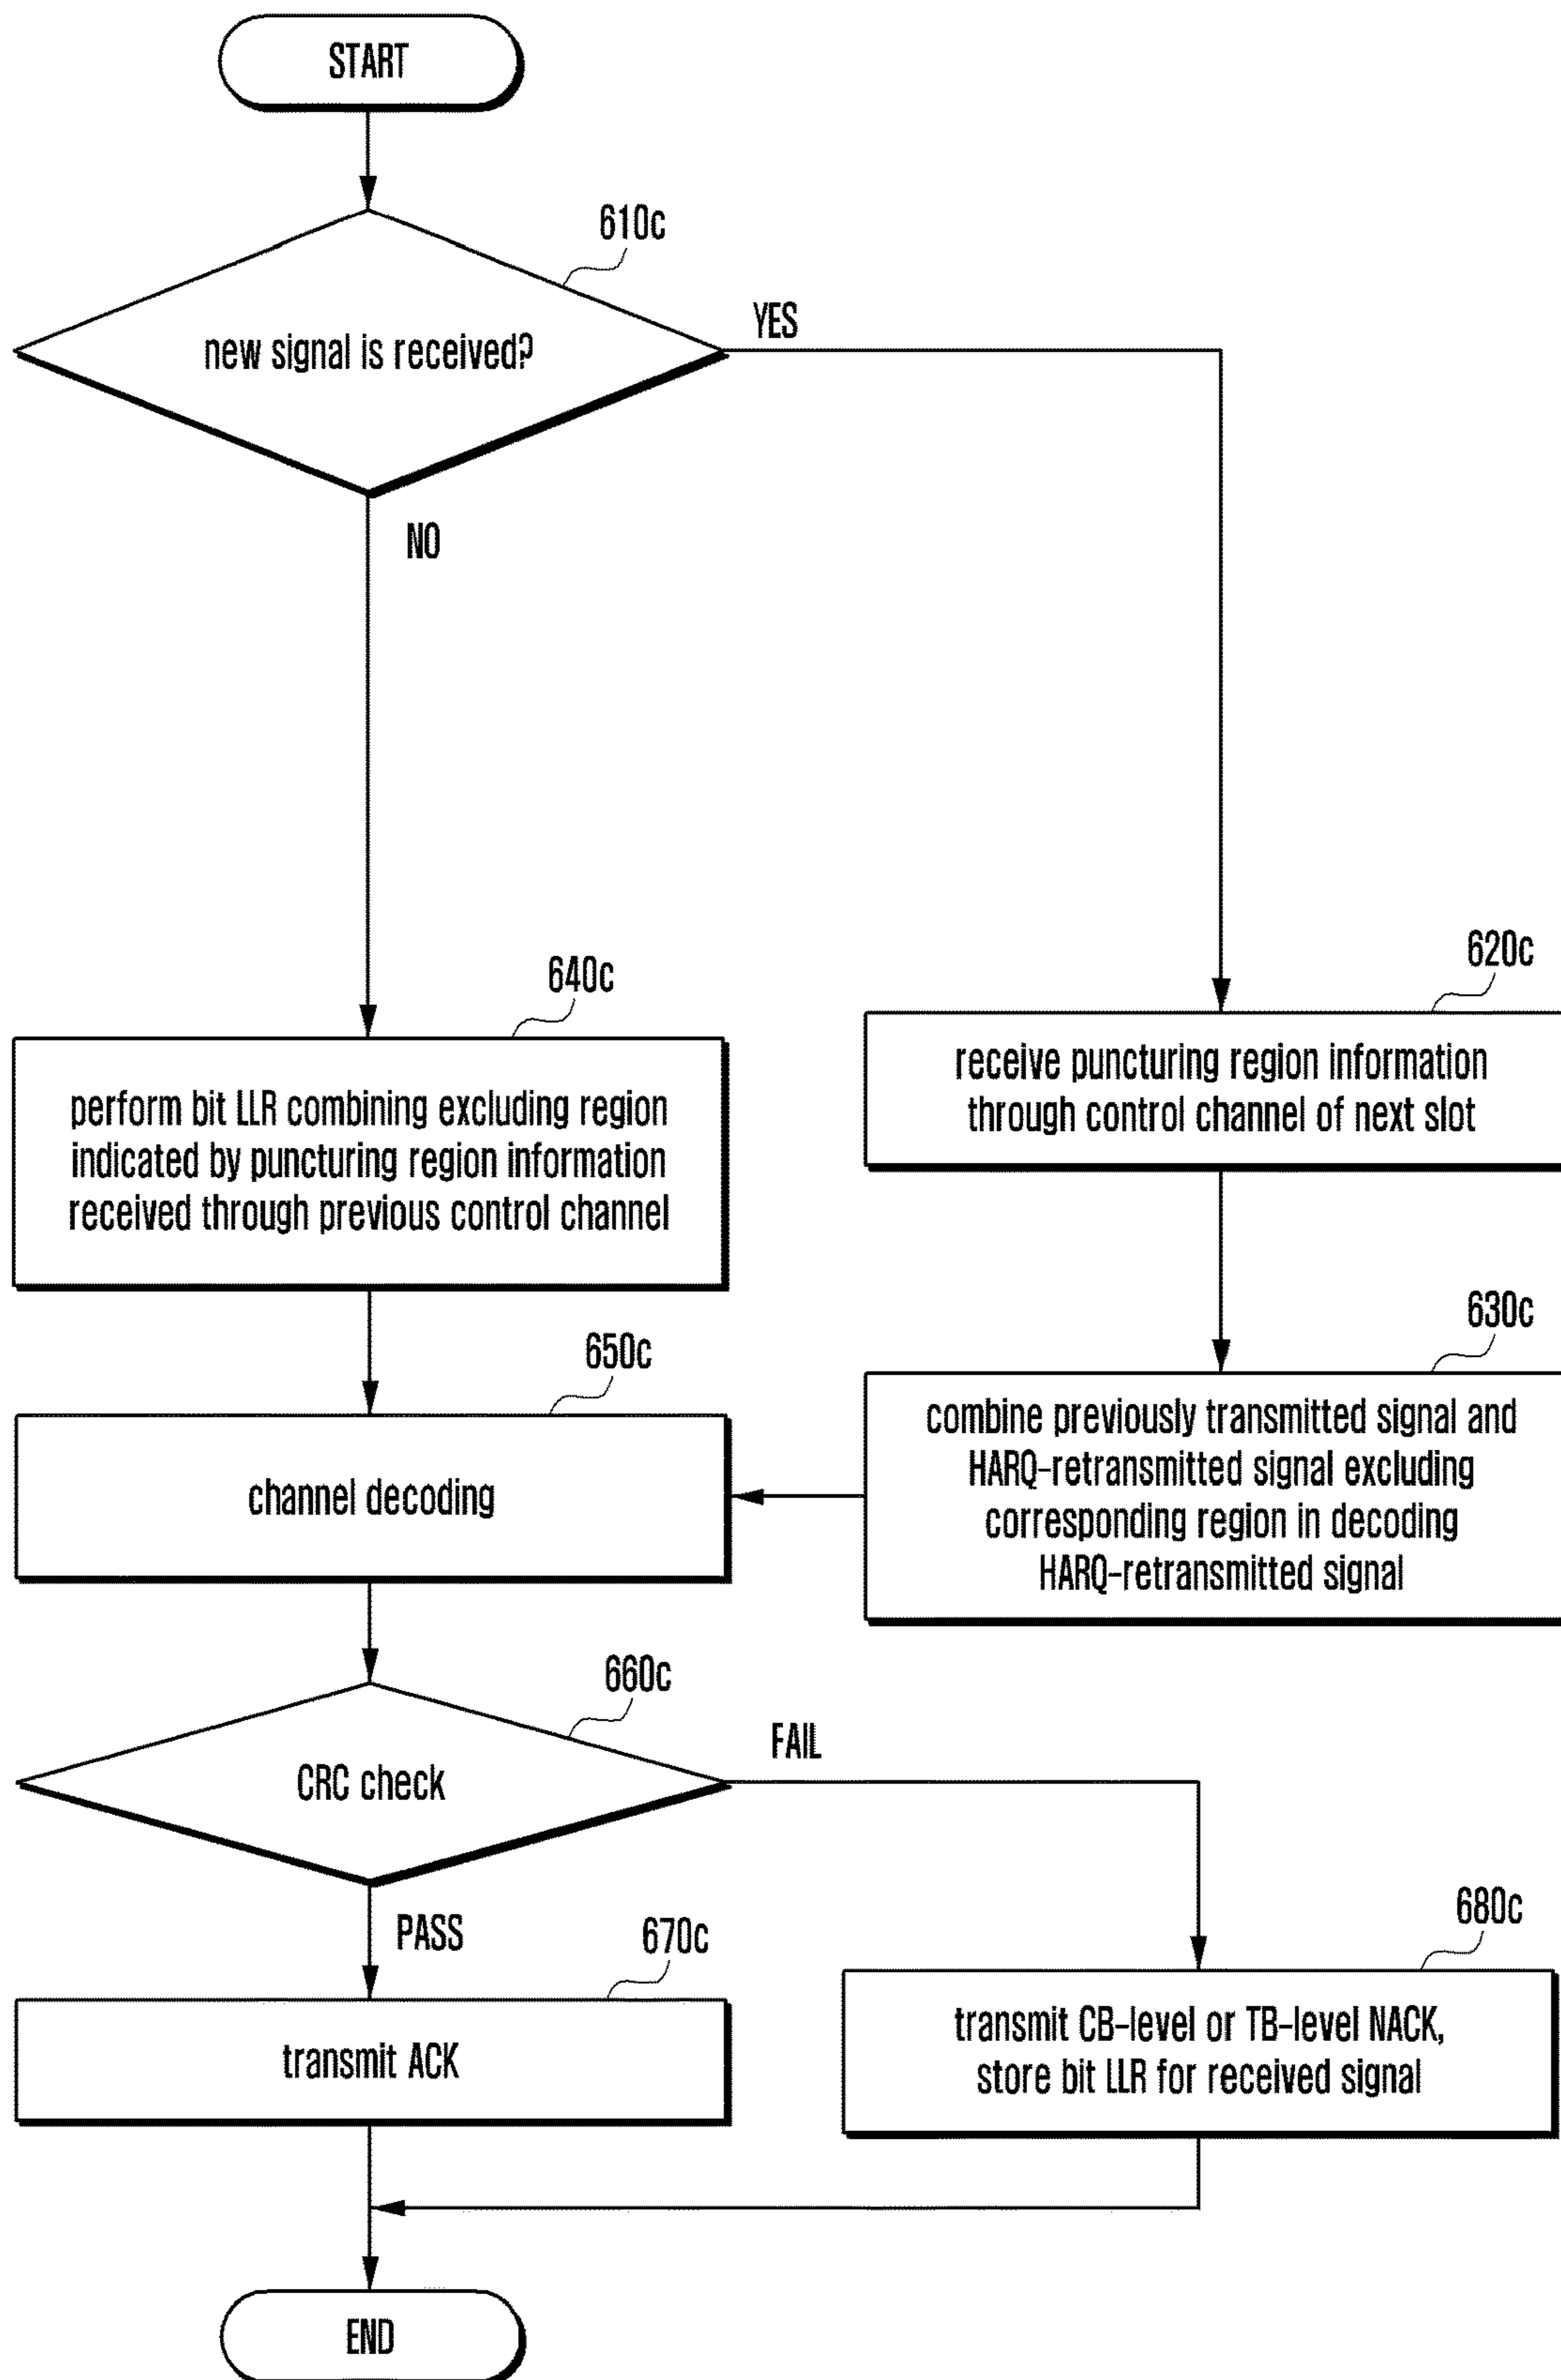 START
610c
new signal is received?
YES
NO
620c
receive puncturing region information
through control channel of next slot
640c
perform bit LLR combining excluding region
indicated by puncturing region information
received through previous control channel
630c
combine previously transmitted signal and
HARQ-retransmitted signal excluding
corresponding region in decoding
HARQ-retransmitted signal
650c
channel decoding
660c
CRC check
FAIL
PASS
670c
transmit ACK
680c
transmit CB-level or TB-level NACK,
store bit LLR for received signal
END